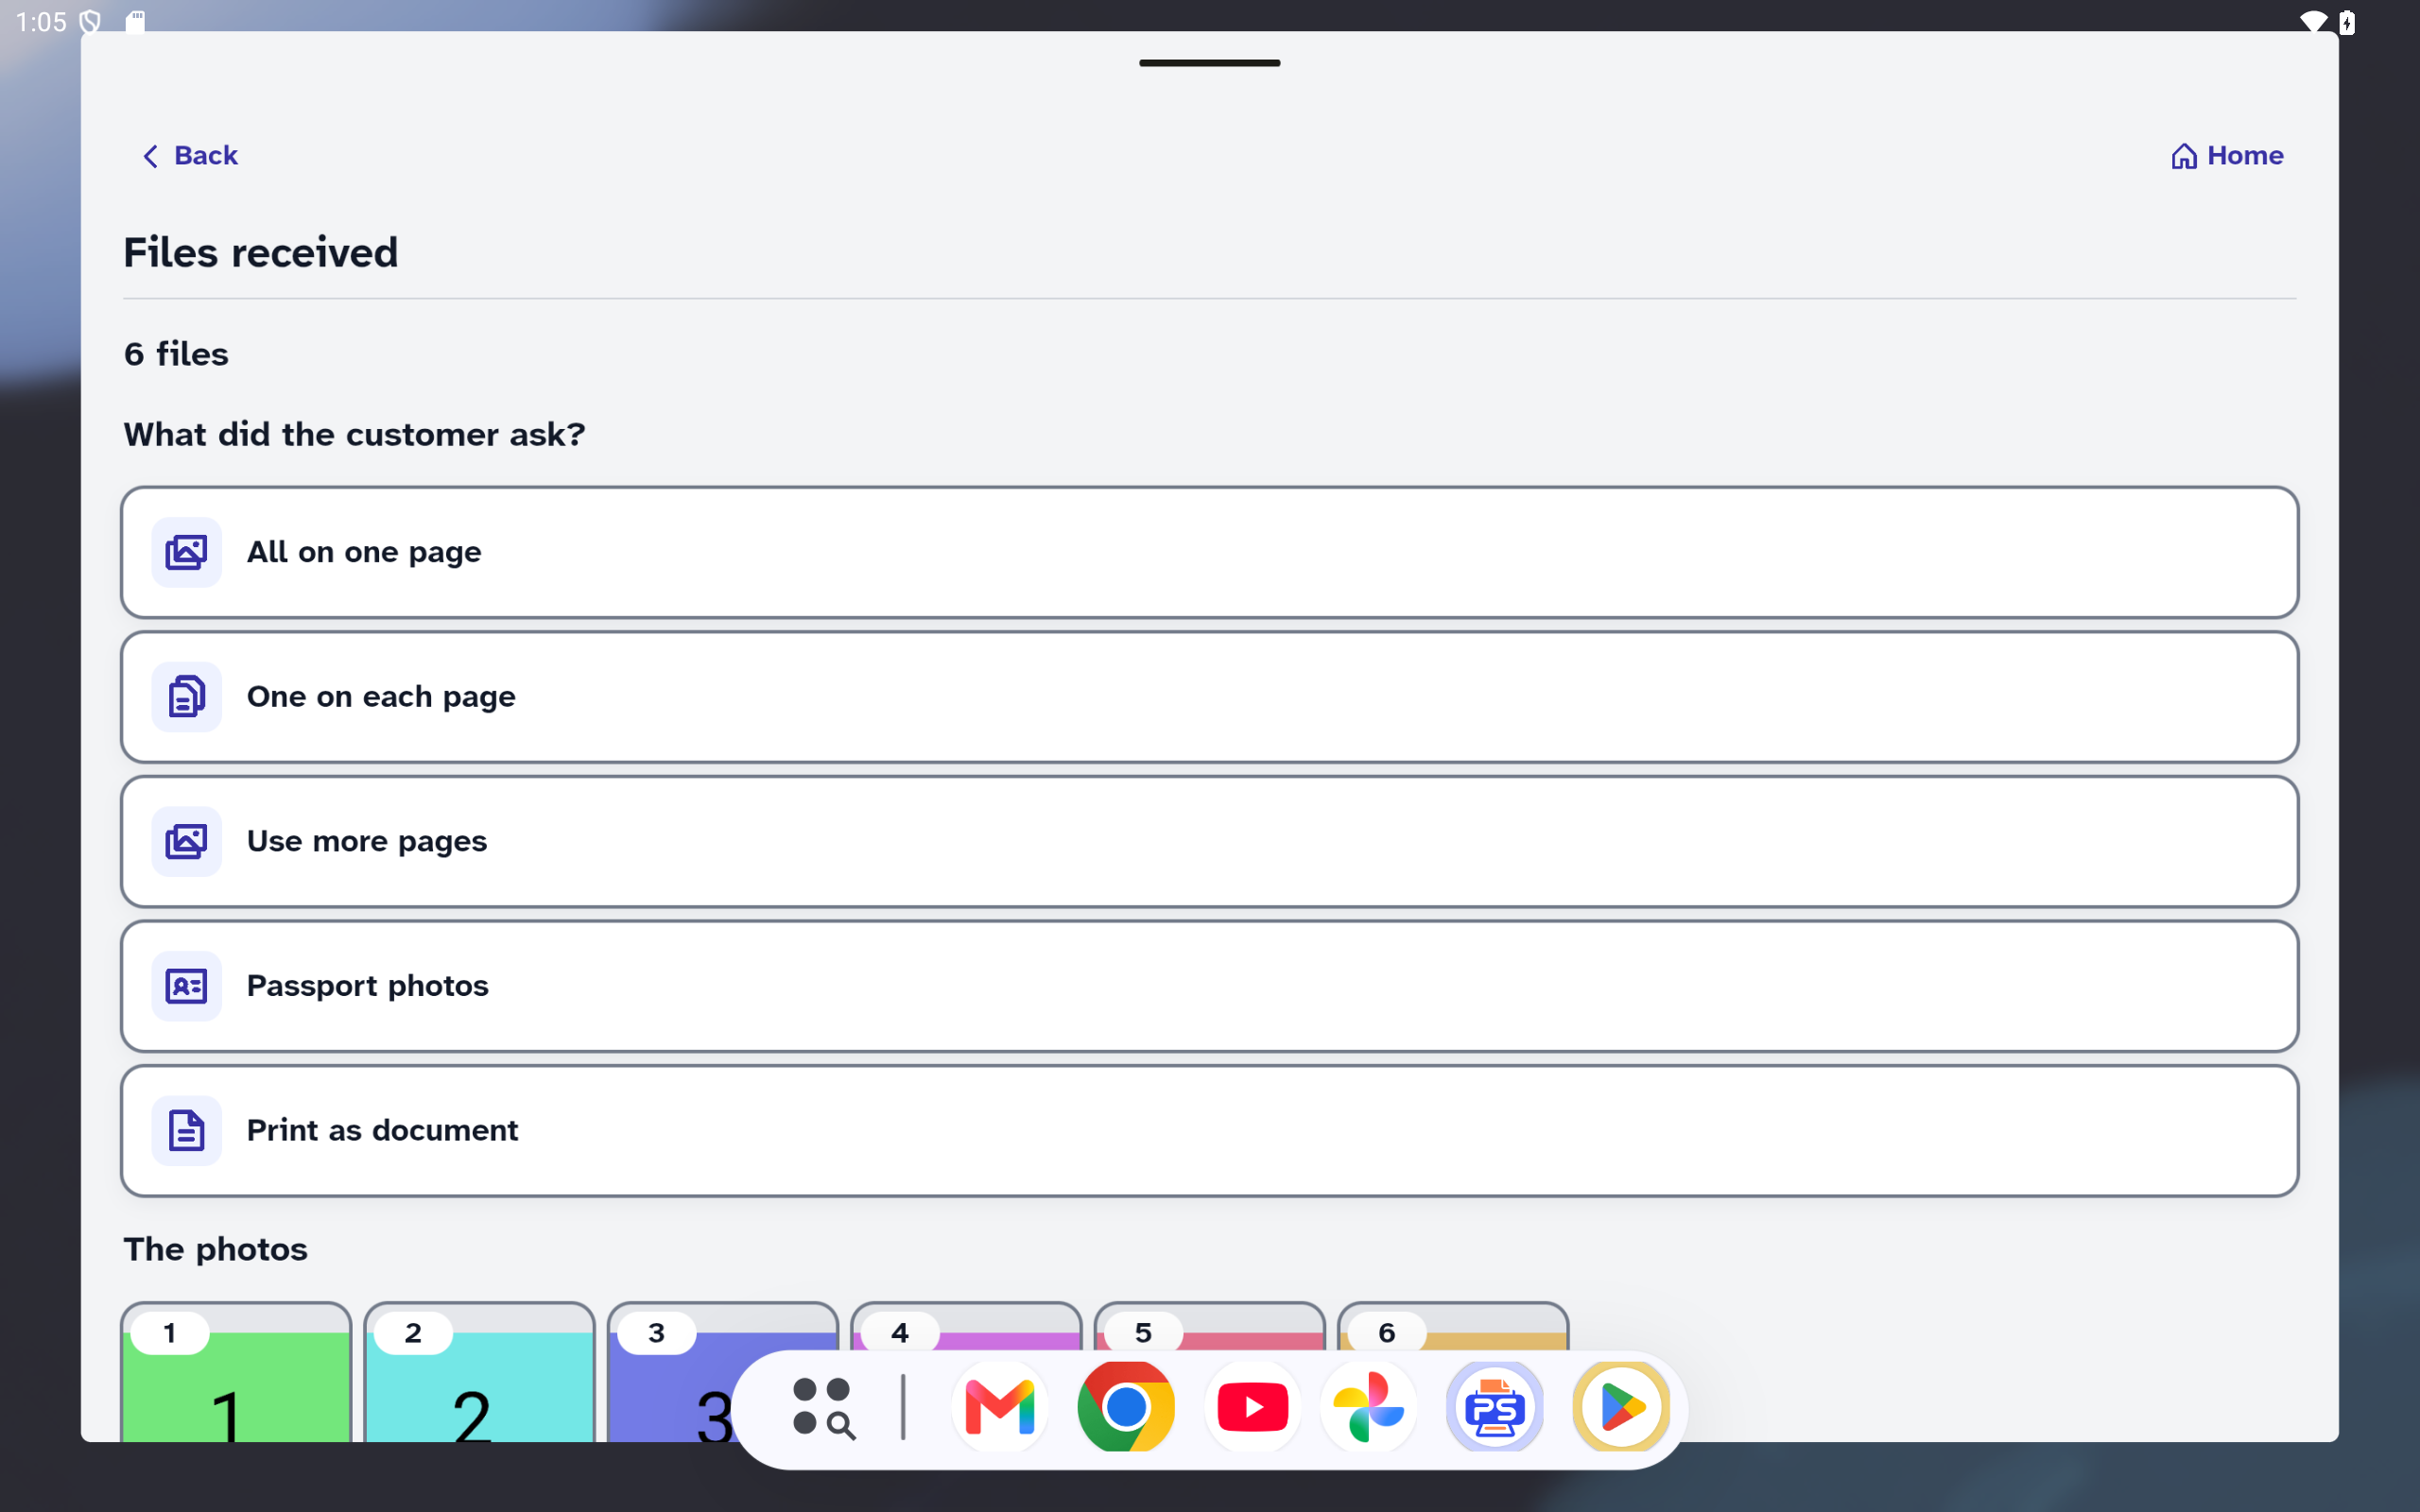 1:05
Back
Home
Files received
6 files
What did the customer ask?
All on one page
One on each page
Use more pages
Passport photos
Print as document
The photos
1 2 3 4 5 6
1 2 3
PS